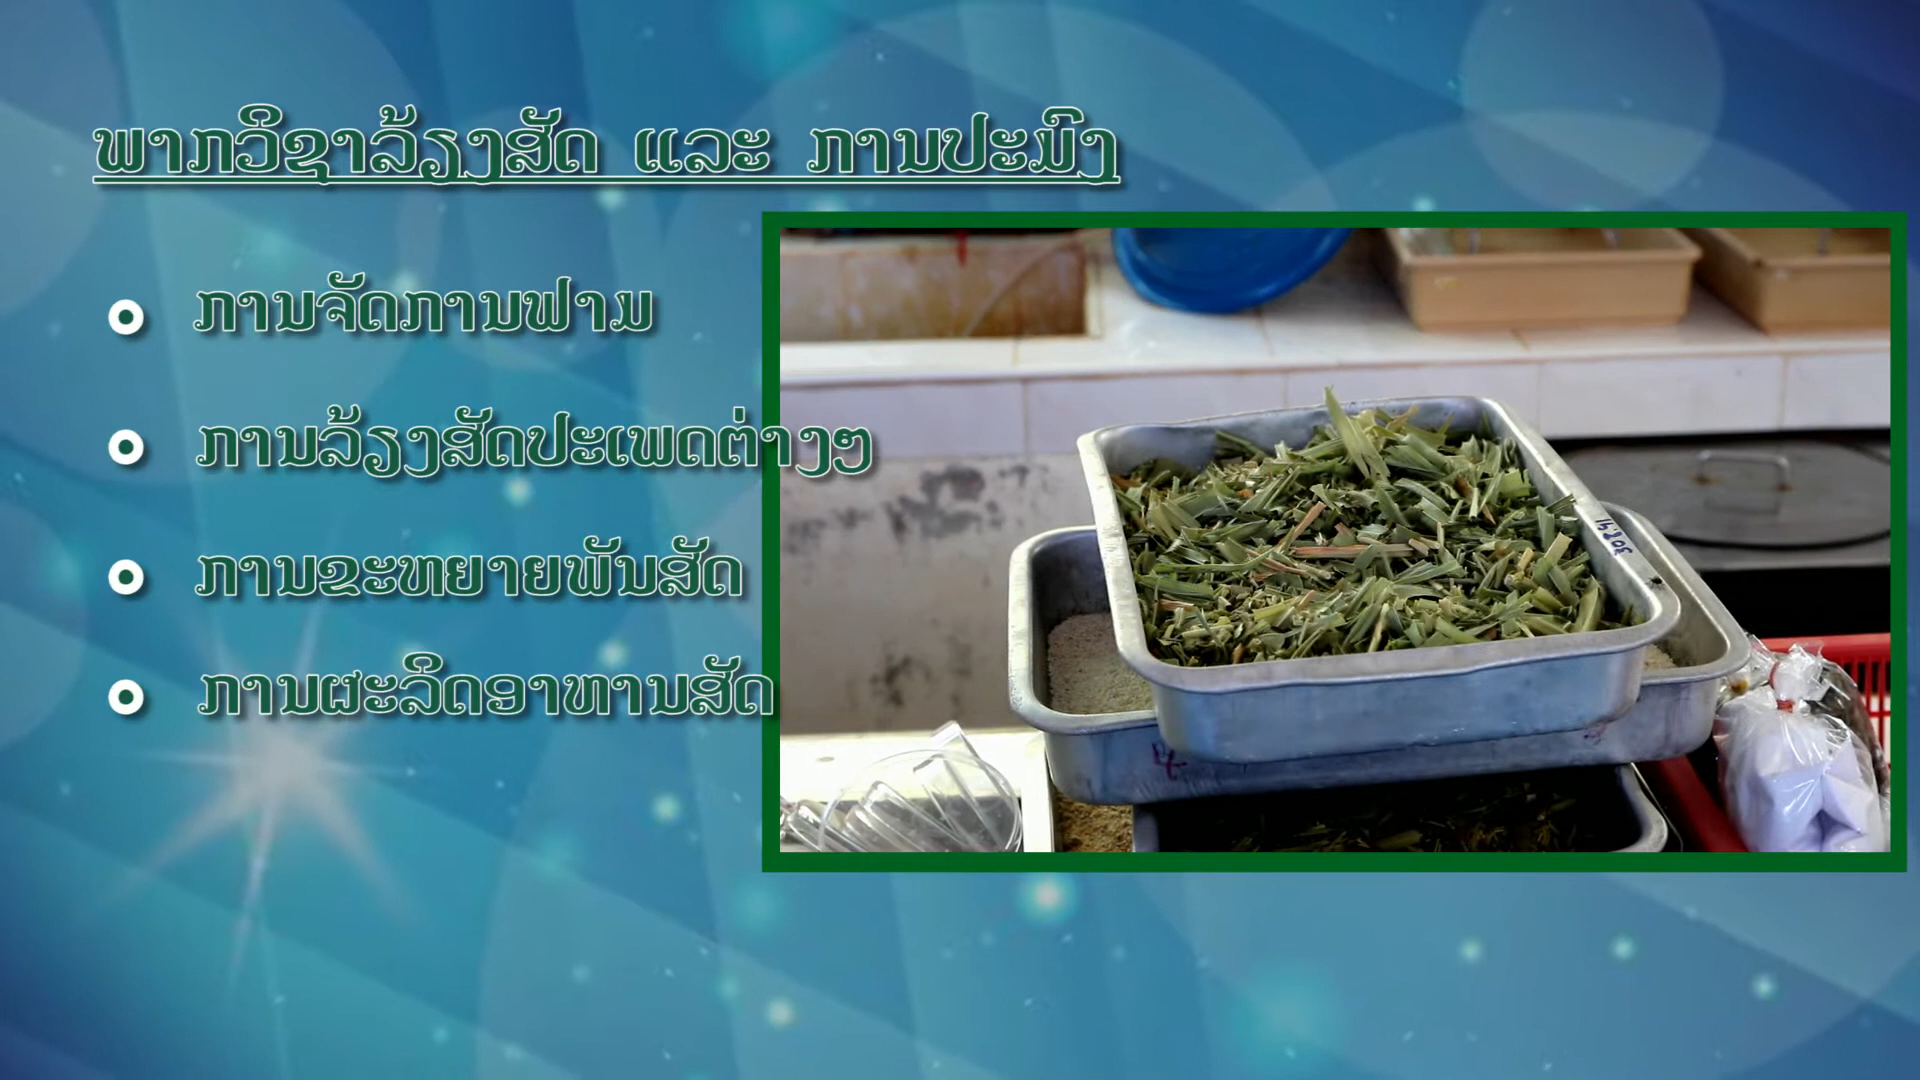 ພາກວິຊາລ້ຽງສັດ ແລະ ການປະມົງ
ການຈັດການຟາມ
ການລ້ຽງສັດປະເພດຕ່າງໆ
ການຂະຫຍາຍພັນສັດ
ການຜະລິດອາຫານສັດ